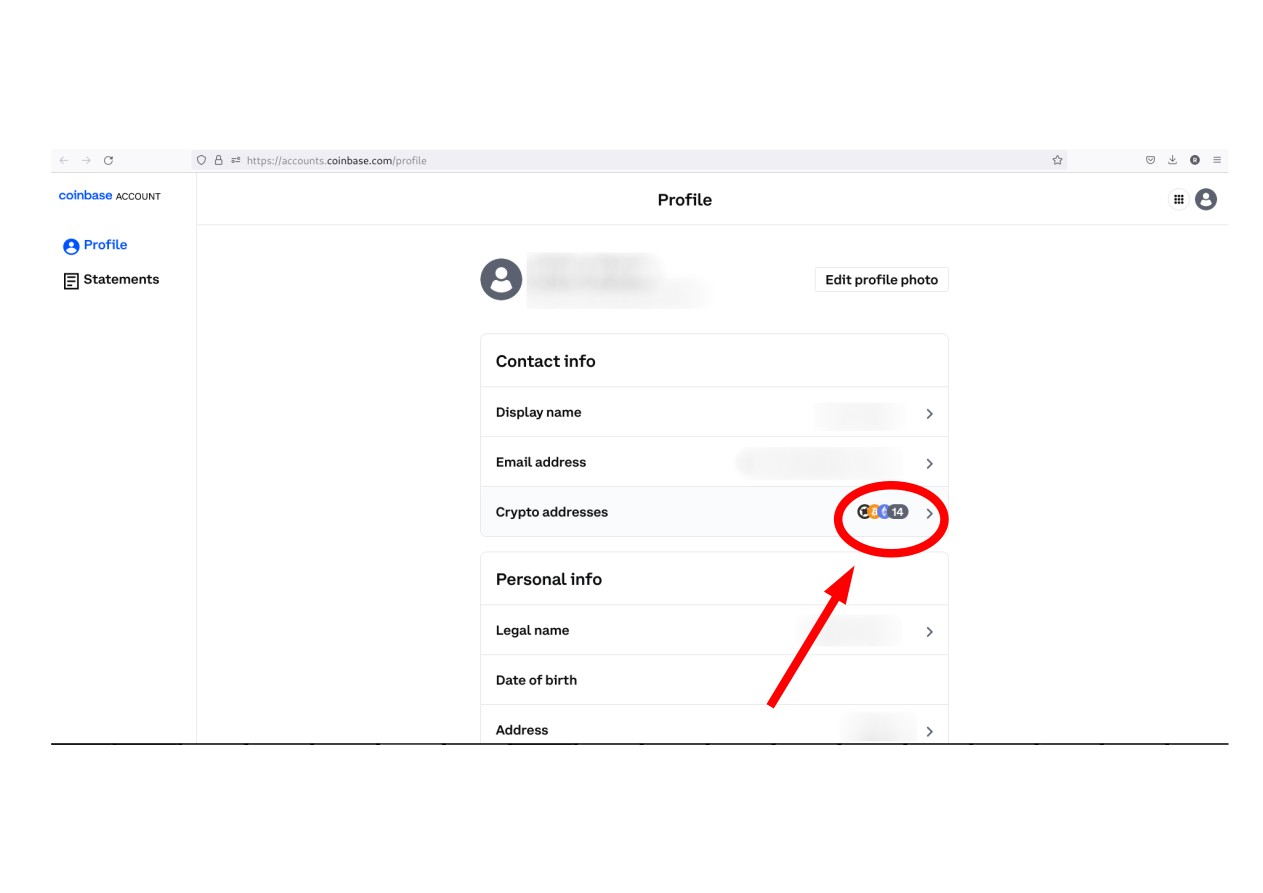 https://accounts.coinbase.com/profile
coinbase ACCOUNT
Profile
Profile
Statements
Edit profile photo
Contact info
Display name
Email address
Crypto addresses
14
Personal info
Legal name
Date of birth
Address